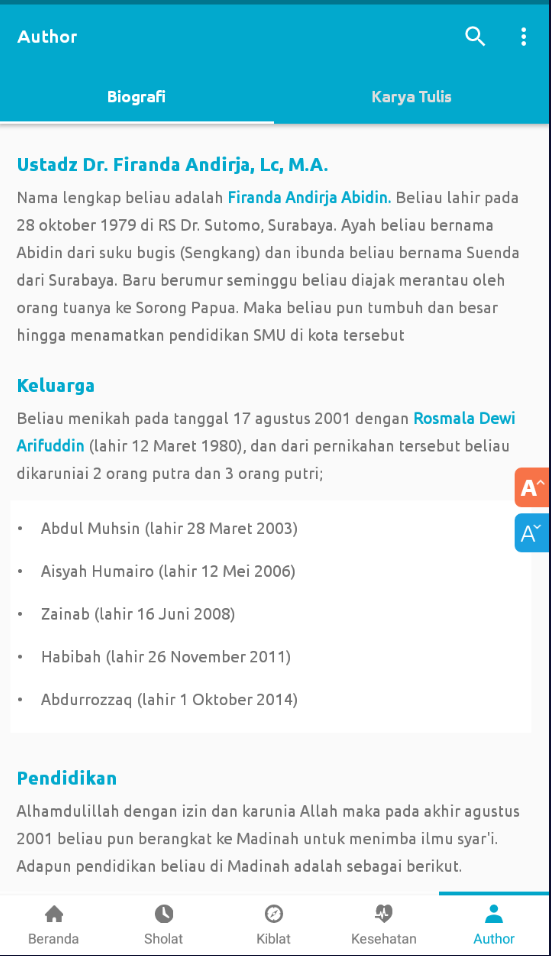 Author
Biografi
Karya Tulis
Ustadz Dr. Firanda Andirja, Lc, M.A.
Nama lengkap beliau adalah Firanda Andirja Abidin. Beliau lahir pada
28 oktober 1979 di RS Dr. Sutomo, Surabaya. Ayah beliau bernama
Abidin dari suku bugis (Sengkang) dan ibunda beliau bernama Suenda
dari Surabaya. Baru berumur seminggu beliau diajak merantau oleh
orang tuanya ke Sorong Papua. Maka beliau pun tumbuh dan besar
hingga menamatkan pendidikan SMU di kota tersebut
Keluarga
Beliau menikah pada tanggal 17 agustus 2001 dengan Rosmala Dewi
Arifuddin (lahir 12 Maret 1980), dan dari pernikahan tersebut beliau
dikaruniai 2 orang putra dan 3 orang putri;
A^
Aˇ
• Abdul Muhsin (lahir 28 Maret 2003)
• Aisyah Humairo (lahir 12 Mei 2006)
• Zainab (lahir 16 Juni 2008)
• Habibah (lahir 26 November 2011)
• Abdurrozzaq (lahir 1 Oktober 2014)
Pendidikan
Alhamdulillah dengan izin dan karunia Allah maka pada akhir agustus
2001 beliau pun berangkat ke Madinah untuk menimba ilmu syar'i.
Adapun pendidikan beliau di Madinah adalah sebagai berikut.
Beranda
Sholat
Kiblat
Kesehatan
Author